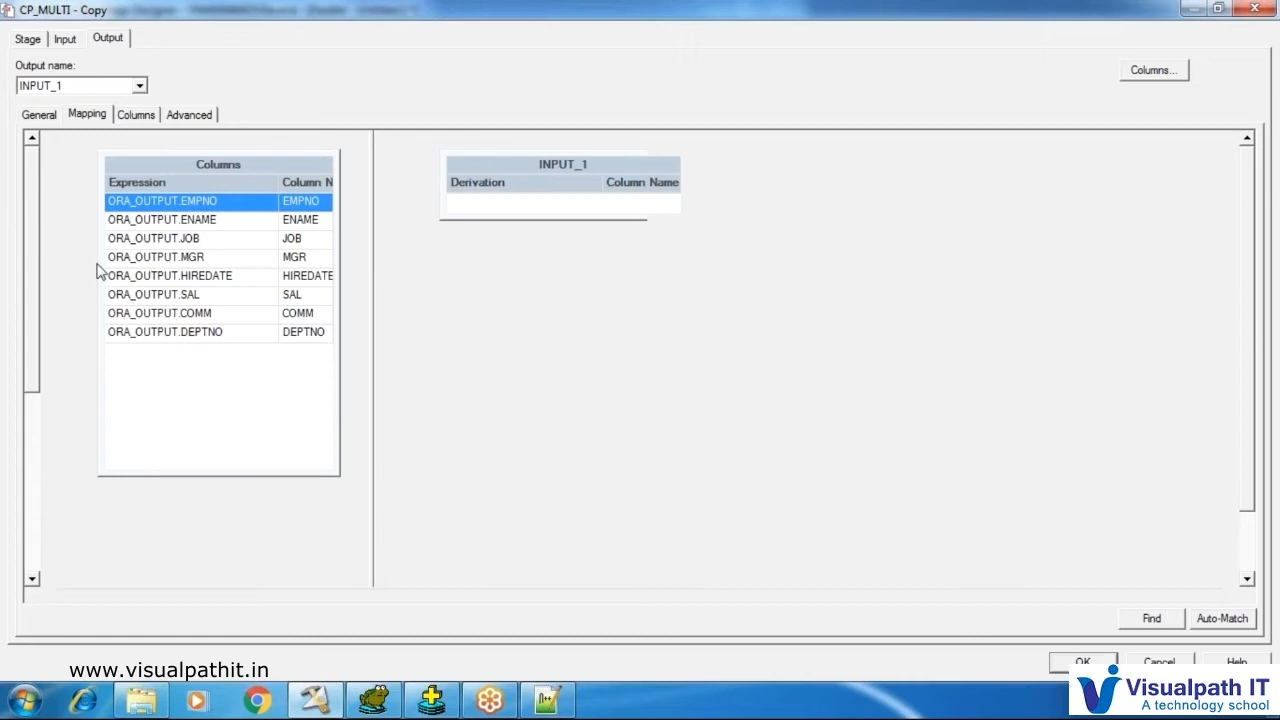 CP_MULTI - Copy
Stage Input Output
Output name:
INPUT_1
Columns...
General Mapping Columns Advanced
Columns
Expression Column N
ORA_OUTPUT.EMPNO EMPNO
ORA_OUTPUT.ENAME ENAME
ORA_OUTPUT.JOB JOB
ORA_OUTPUT.MGR MGR
ORA_OUTPUT.HIREDATE HIREDATE
ORA_OUTPUT.SAL SAL
ORA_OUTPUT.COMM COMM
ORA_OUTPUT.DEPTNO DEPTNO
INPUT_1
Derivation Column Name
Find Auto-Match
OK Cancel Help
www.visualpathit.in
Visualpath IT
A technology school